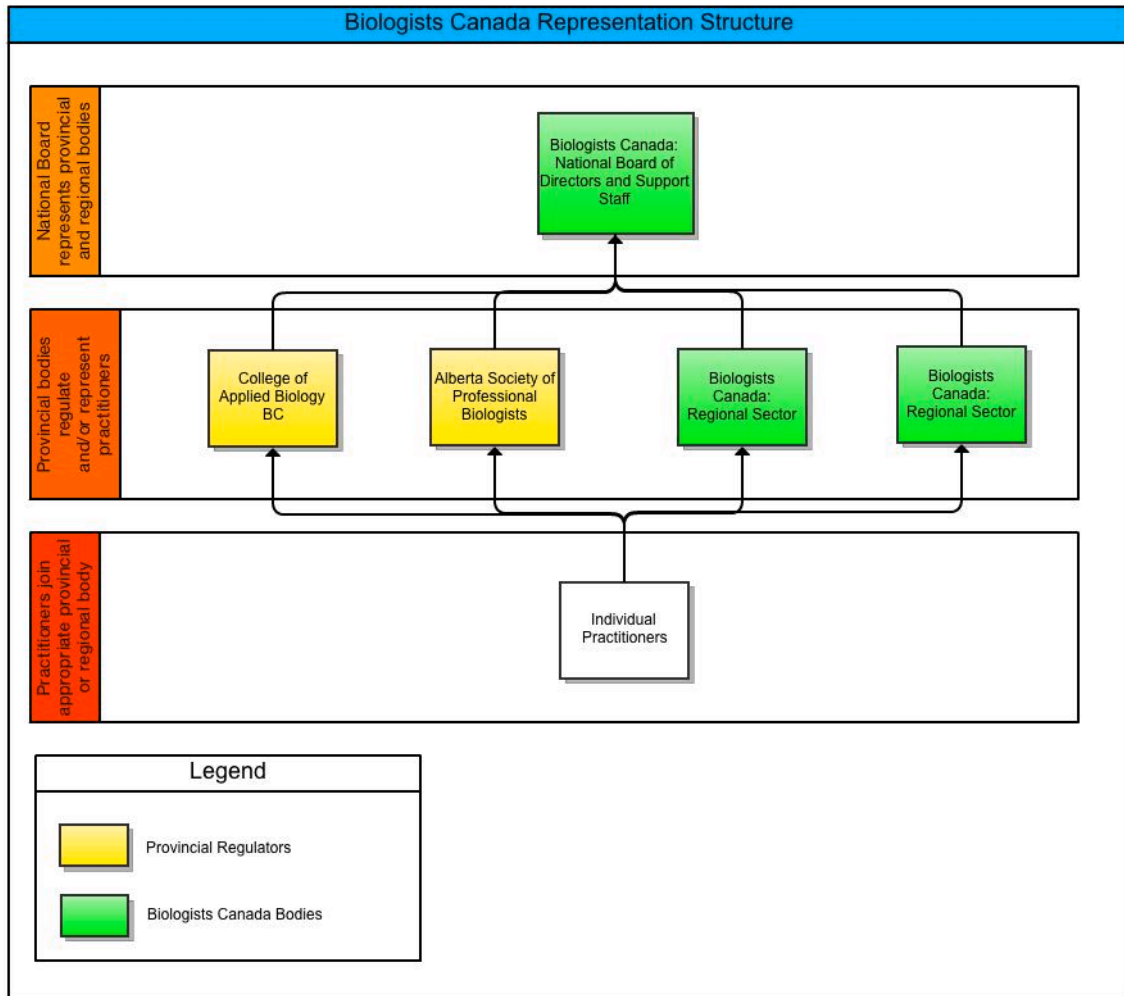 Biologists Canada Representation Structure
National Board
represents provincial
and regional bodies
Biologists Canada:
National Board of
Directors and Support
Staff
Provincial bodies
regulate
and/or represent
practitioners
College of
Applied Biology
BC
Alberta Society of
Professional
Biologists
Biologists
Canada:
Regional Sector
Biologists
Canada:
Regional Sector
Practitioners join
appropriate provincial
or regional body
Individual
Practitioners
Legend
Provincial Regulators
Biologists Canada Bodies